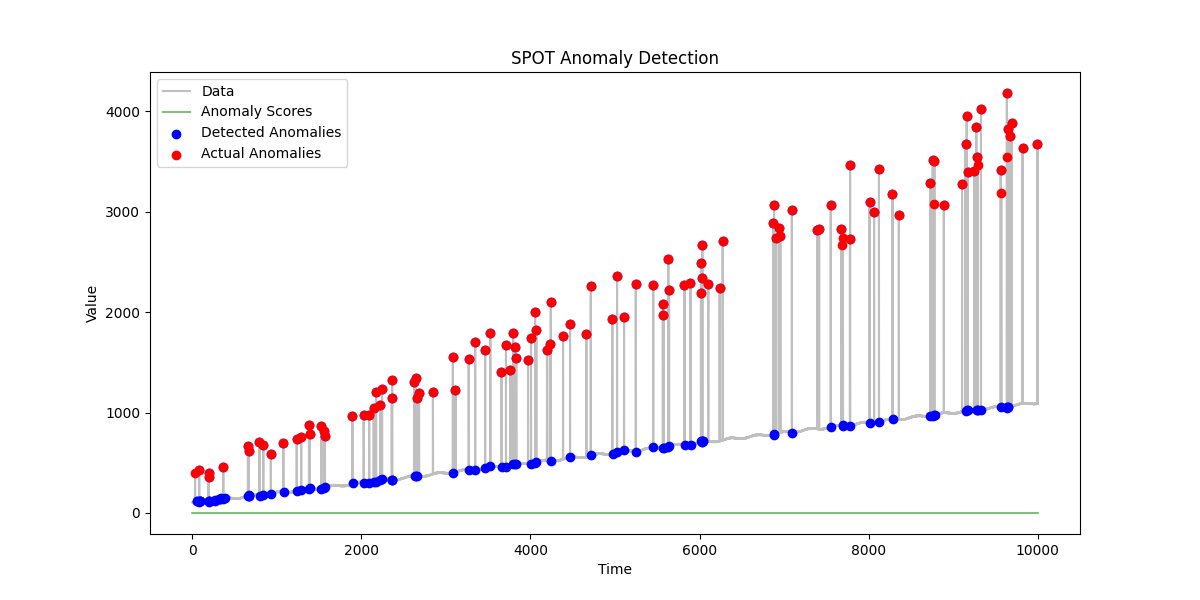 SPOT Anomaly Detection
Data
Anomaly Scores
Detected Anomalies
Actual Anomalies
4000
3000
2000
1000
0
Value
0 2000 4000 6000 8000 10000
Time